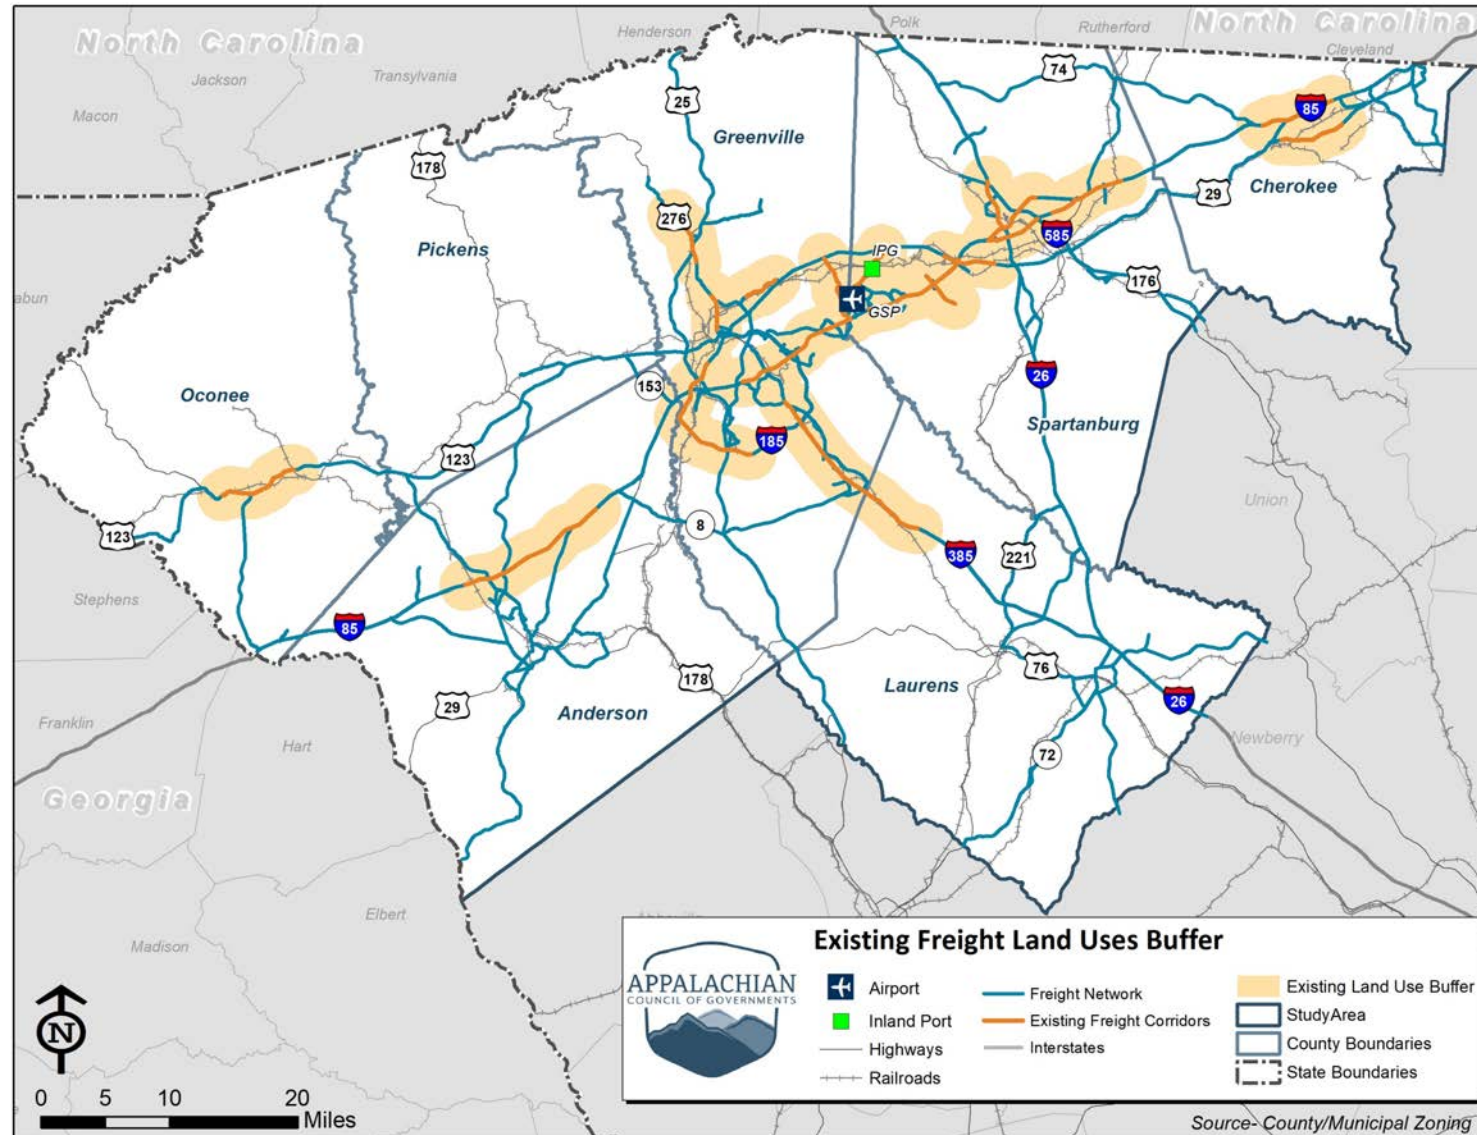 North Carolina
North Carolina
Polk
Rutherford
Henderson
Cleveland
Jackson
Transylvania
Macon
74
25
85
Greenville
178
29
Cherokee
276
585
Pickens
IPG
176
abun
GSP
26
153
Oconee
Spartanburg
185
123
Union
123
8
385
221
Stephens
85
76
178
Laurens
26
29
Anderson
Franklin
Newberry
Hart
72
Georgia
Elbert
Madison
N
0 5 10 20
Miles
Existing Freight Land Uses Buffer
APPALACHIAN
COUNCIL OF GOVERNMENTS
Airport
Inland Port
Highways
Railroads
Freight Network
Existing Freight Corridors
Interstates
Existing Land Use Buffer
StudyArea
County Boundaries
State Boundaries
Source- County/Municipal Zoning